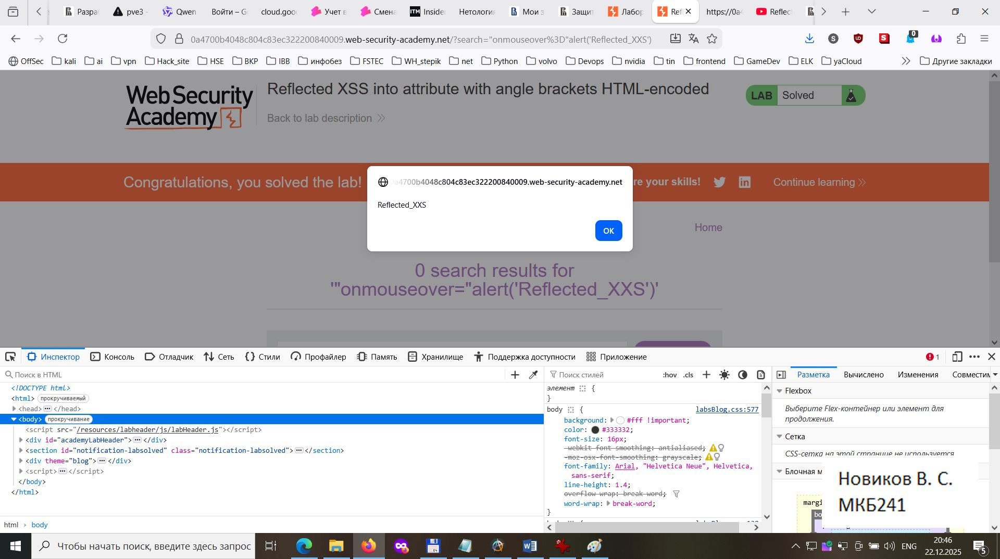 Разра
pve3 -
Qwen
Войти – G
cloud.goo
Учет в
Смена
ITM Inside
Нетология
Мои з
Защит
Лабор
Ref
https://0a4
Reflec
0a4700b4048c804c83ec322200840009.web-security-academy.net/?search="onmouseover%3D"alert('Reflected_XXS')
0
OffSec kali ai vpn Hack_site HSE ВКР IBB инфобез FSTEC WH_stepik net Python volvo Devops nvidia tin frontend GameDev ELK yaCloud Другие закладки
Web Security Academy
Reflected XSS into attribute with angle brackets HTML-encoded
Back to lab description
LAB Solved
Congratulations, you solved the lab!
re your skills!
Continue learning
a4700b4048c804c83ec322200840009.web-security-academy.net
Reflected_XXS
OK
Home
0 search results for
'"onmouseover="alert('Reflected_XXS')'
Инспектор Консоль Отладчик Сеть Стили Профайлер Память Хранилище Поддержка доступности Приложение 1
Поиск в HTML
<!DOCTYPE html>
<html> прокручиваемый
<head> ••• </head>
<body> прокручивание
<script src="/resources/labheader/js/labHeader.js"></script>
<div id="academyLabHeader"> ••• </div>
<section id="notification-labsolved" class="notification-labsolved"> ••• </section>
<div theme="blog"> ••• </div>
<script> ••• </script>
</body>
</html>
html › body
Поиск стилей :hov .cls
элемент {
}
body { labsBlog.css:577
background: #fff !important;
color: #333332;
font-size: 16px;
-webkit-font-smoothing: antialiased;
-moz-osx-font-smoothing: grayscale;
font-family: Arial, "Helvetica Neue", Helvetica,
sans-serif;
line-height: 1.4;
overflow-wrap: break-word;
word-wrap: break-word;
}
Разметка Вычислено Изменения Совместим
Flexbox
Выберите Flex-контейнер или элемент для
продолжения.
Сетка
CSS-сетка на этой странице не используется
Блочная м
margi
bo
Новиков В. С.
МКБ241
Чтобы начать поиск, введите здесь запрос
ENG
20:46
22.12.2025
5